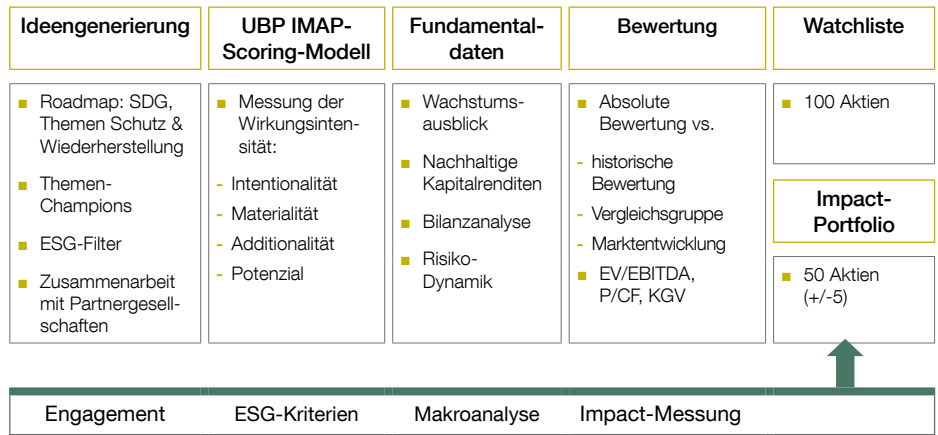 Ideengenerierung
■ Roadmap: SDG,
Themen Schutz &
Wiederherstellung
■ Themen-
Champions
■ ESG-Filter
■ Zusammenarbeit
mit Partnergesell-
schaften
UBP IMAP-
Scoring-Modell
■ Messung der
Wirkungsinten-
sität:
- Intentionalität
- Materialität
- Additionalität
- Potenzial
Fundamental-
daten
■ Wachstums-
ausblick
■ Nachhaltige
Kapitalrenditen
■ Bilanzanalyse
■ Risiko-
Dynamik
Bewertung
■ Absolute
Bewertung vs.
- historische
Bewertung
- Vergleichsgruppe
- Marktentwicklung
■ EV/EBITDA,
P/CF, KGV
Watchliste
■ 100 Aktien
Impact-
Portfolio
■ 50 Aktien
(+/-5)
Engagement
ESG-Kriterien
Makroanalyse
Impact-Messung